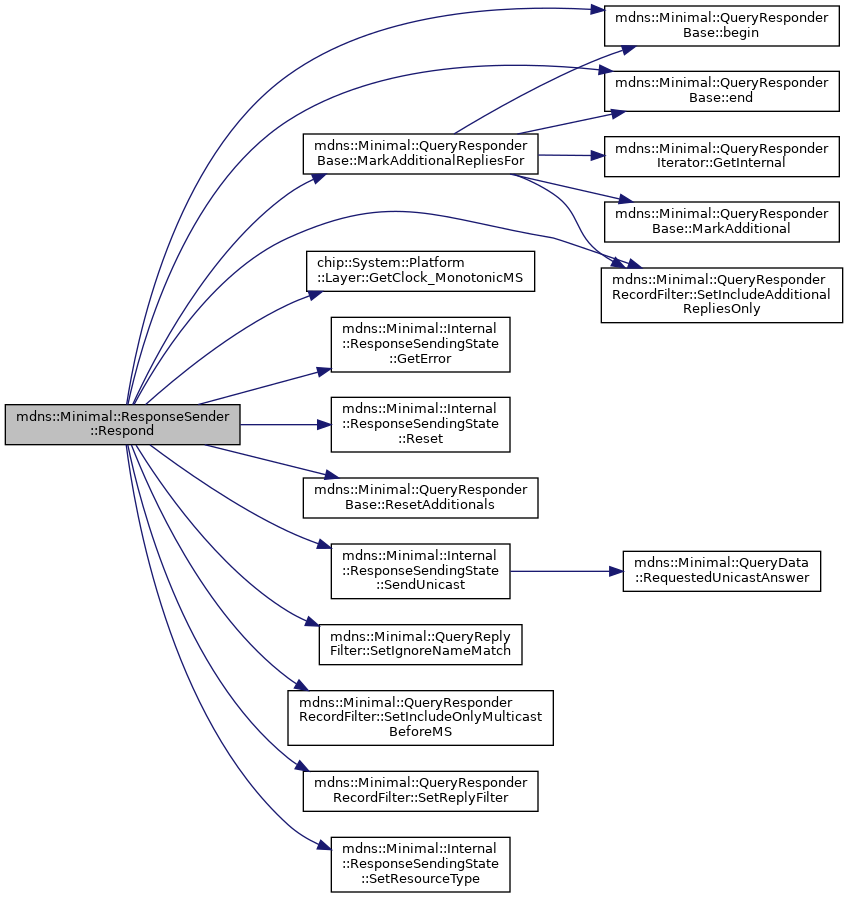 mdns::Minimal::ResponseSender
::Respond
mdns::Minimal::QueryResponder
Base::begin
mdns::Minimal::QueryResponder
Base::end
mdns::Minimal::QueryResponder
Base::MarkAdditionalRepliesFor
mdns::Minimal::QueryResponder
Iterator::GetInternal
mdns::Minimal::QueryResponder
Base::MarkAdditional
mdns::Minimal::QueryResponder
RecordFilter::SetIncludeAdditional
RepliesOnly
chip::System::Platform
::Layer::GetClock_MonotonicMS
mdns::Minimal::Internal
::ResponseSendingState
::GetError
mdns::Minimal::Internal
::ResponseSendingState
::Reset
mdns::Minimal::QueryResponder
Base::ResetAdditionals
mdns::Minimal::Internal
::ResponseSendingState
::SendUnicast
mdns::Minimal::QueryData
::RequestedUnicastAnswer
mdns::Minimal::QueryReply
Filter::SetIgnoreNameMatch
mdns::Minimal::QueryResponder
RecordFilter::SetIncludeOnlyMulticast
BeforeMS
mdns::Minimal::QueryResponder
RecordFilter::SetReplyFilter
mdns::Minimal::Internal
::ResponseSendingState
::SetResourceType